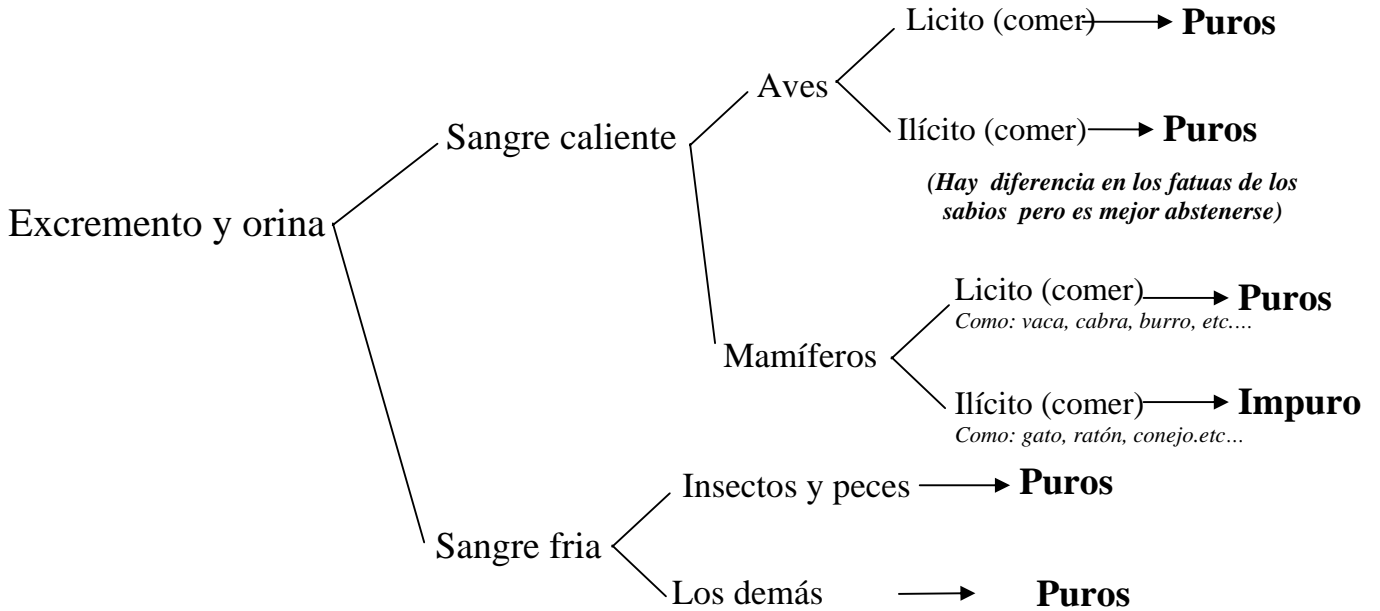 Licito (comer) Puros
Aves
Sangre caliente
Ilícito (comer) Puros
(Hay diferencia en los fatuas de los
sabios pero es mejor abstenerse)
Excremento y orina
Licito (comer) Puros
Como: vaca, cabra, burro, etc....
Mamíferos
Ilícito (comer) Impuro
Como: gato, ratón, conejo.etc...
Insectos y peces Puros
Sangre fria
Los demás Puros